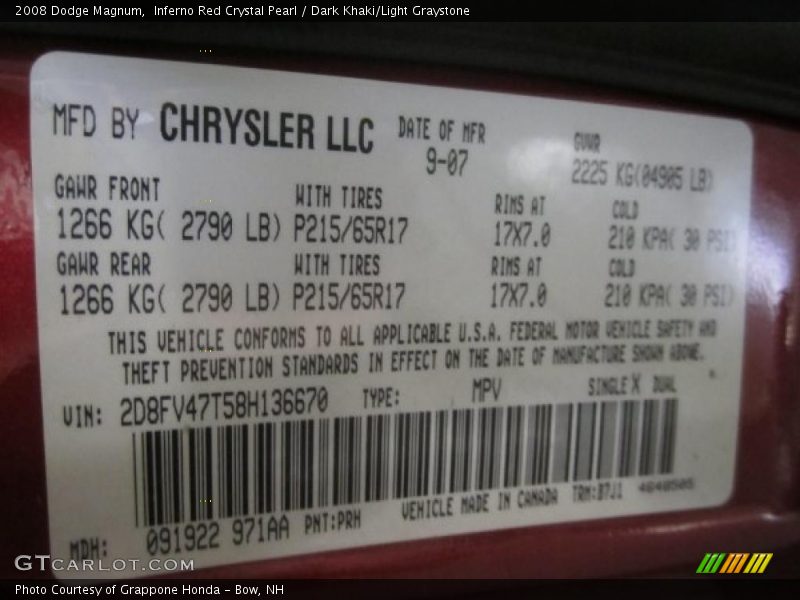 2008 Dodge Magnum,  Inferno Red Crystal Pearl / Dark Khaki/Light Graystone
MFD BY CHRYSLER LLC DATE OF MFR GVWR
9-07 2225 KG(04905 LB)
GAWR FRONT WITH TIRES RIMS AT COLD
1266 KG( 2790 LB) P215/65R17 17X7.0 210 KPA( 30 PSI)
GAWR REAR WITH TIRES RIMS AT COLD
1266 KG( 2790 LB) P215/65R17 17X7.0 210 KPA( 30 PSI)
THIS VEHICLE CONFORMS TO ALL APPLICABLE U.S.A. FEDERAL MOTOR VEHICLE SAFETY AND
THEFT PREVENTION STANDARDS IN EFFECT ON THE DATE OF MANUFACTURE SHOWN ABOVE.
VIN: 2D8FV47T58H136670 TYPE: MPV SINGLE X DUAL
MDH: 091922 971AA PNT:PRH VEHICLE MADE IN CANADA TRM:B7J1
GTCarlot.com
Photo Courtesy of Grappone Honda - Bow, NH